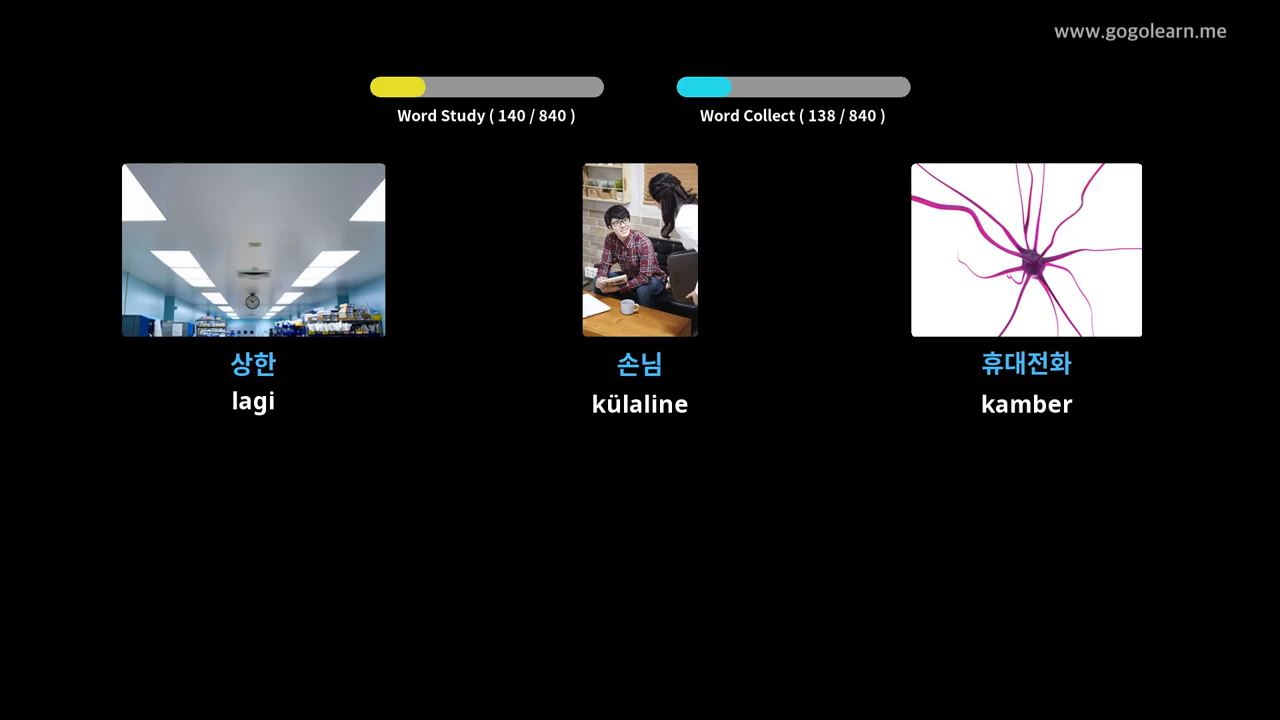 www.gogolearn.me
Word Study ( 140 / 840 )
Word Collect ( 138 / 840 )
상한
손님
휴대전화
lagi
külaline
kamber